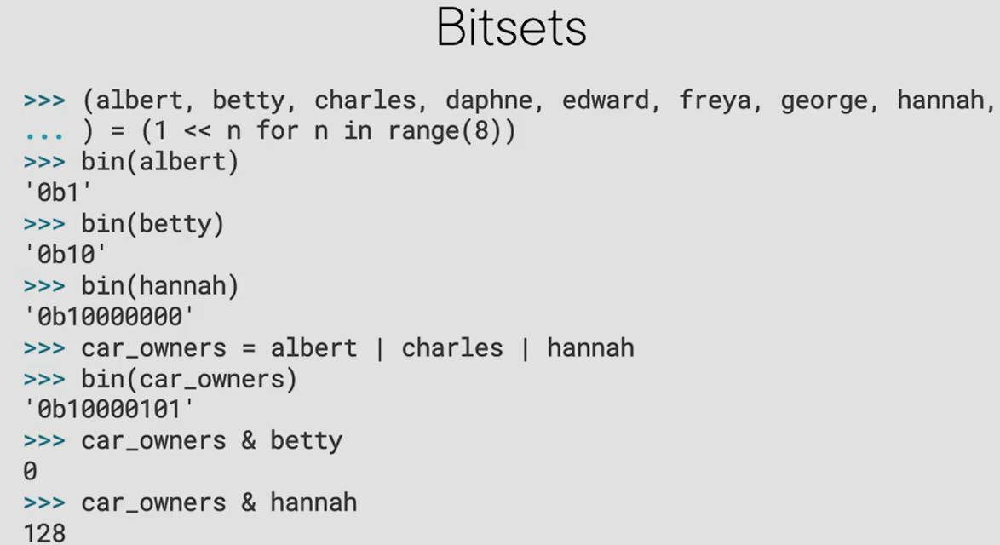 Bitsets
>>> (albert, betty, charles, daphne, edward, freya, george, hannah,
... ) = (1 << n for n in range(8))
>>> bin(albert)
'0b1'
>>> bin(betty)
'0b10'
>>> bin(hannah)
'0b10000000'
>>> car_owners = albert | charles | hannah
>>> bin(car_owners)
'0b10000101'
>>> car_owners & betty
0
>>> car_owners & hannah
128